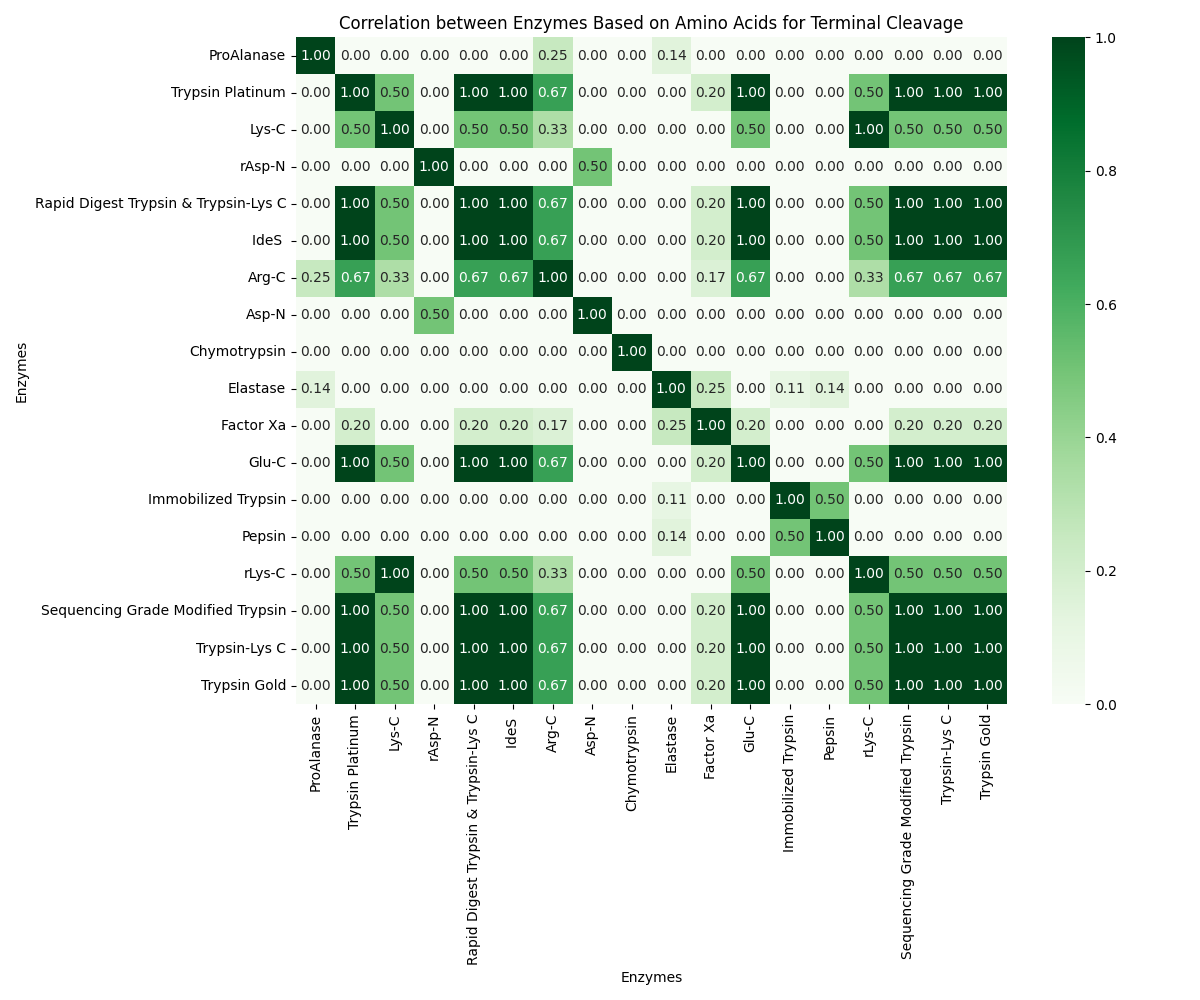 Correlation between Enzymes Based on Amino Acids for Terminal Cleavage
ProAlanase 1.00 0.00 0.00 0.00 0.00 0.00 0.25 0.00 0.00 0.14 0.00 0.00 0.00 0.00 0.00 0.00 0.00 0.00
Trypsin Platinum 0.00 1.00 0.50 0.00 1.00 1.00 0.67 0.00 0.00 0.00 0.20 1.00 0.00 0.00 0.50 1.00 1.00 1.00
Lys-C 0.00 0.50 1.00 0.00 0.50 0.50 0.33 0.00 0.00 0.00 0.00 0.50 0.00 0.00 1.00 0.50 0.50 0.50
rAsp-N 0.00 0.00 0.00 1.00 0.00 0.00 0.00 0.50 0.00 0.00 0.00 0.00 0.00 0.00 0.00 0.00 0.00 0.00
Rapid Digest Trypsin & Trypsin-Lys C 0.00 1.00 0.50 0.00 1.00 1.00 0.67 0.00 0.00 0.00 0.20 1.00 0.00 0.00 0.50 1.00 1.00 1.00
IdeS 0.00 1.00 0.50 0.00 1.00 1.00 0.67 0.00 0.00 0.00 0.20 1.00 0.00 0.00 0.50 1.00 1.00 1.00
Arg-C 0.25 0.67 0.33 0.00 0.67 0.67 1.00 0.00 0.00 0.00 0.17 0.67 0.00 0.00 0.33 0.67 0.67 0.67
Asp-N 0.00 0.00 0.00 0.50 0.00 0.00 0.00 1.00 0.00 0.00 0.00 0.00 0.00 0.00 0.00 0.00 0.00 0.00
Chymotrypsin 0.00 0.00 0.00 0.00 0.00 0.00 0.00 0.00 1.00 0.00 0.00 0.00 0.00 0.00 0.00 0.00 0.00 0.00
Elastase 0.14 0.00 0.00 0.00 0.00 0.00 0.00 0.00 0.00 1.00 0.25 0.00 0.11 0.14 0.00 0.00 0.00 0.00
Factor Xa 0.00 0.20 0.00 0.00 0.20 0.20 0.17 0.00 0.00 0.25 1.00 0.20 0.00 0.00 0.00 0.20 0.20 0.20
Glu-C 0.00 1.00 0.50 0.00 1.00 1.00 0.67 0.00 0.00 0.00 0.20 1.00 0.00 0.00 0.50 1.00 1.00 1.00
Immobilized Trypsin 0.00 0.00 0.00 0.00 0.00 0.00 0.00 0.00 0.00 0.11 0.00 0.00 1.00 0.50 0.00 0.00 0.00 0.00
Pepsin 0.00 0.00 0.00 0.00 0.00 0.00 0.00 0.00 0.00 0.14 0.00 0.00 0.50 1.00 0.00 0.00 0.00 0.00
rLys-C 0.00 0.50 1.00 0.00 0.50 0.50 0.33 0.00 0.00 0.00 0.00 0.50 0.00 0.00 1.00 0.50 0.50 0.50
Sequencing Grade Modified Trypsin 0.00 1.00 0.50 0.00 1.00 1.00 0.67 0.00 0.00 0.00 0.20 1.00 0.00 0.00 0.50 1.00 1.00 1.00
Trypsin-Lys C 0.00 1.00 0.50 0.00 1.00 1.00 0.67 0.00 0.00 0.00 0.20 1.00 0.00 0.00 0.50 1.00 1.00 1.00
Trypsin Gold 0.00 1.00 0.50 0.00 1.00 1.00 0.67 0.00 0.00 0.00 0.20 1.00 0.00 0.00 0.50 1.00 1.00 1.00
Enzymes
ProAlanase
Trypsin Platinum
Lys-C
rAsp-N
Rapid Digest Trypsin & Trypsin-Lys C
IdeS
Arg-C
Asp-N
Chymotrypsin
Elastase
Factor Xa
Glu-C
Immobilized Trypsin
Pepsin
rLys-C
Sequencing Grade Modified Trypsin
Trypsin-Lys C
Trypsin Gold
Enzymes
1.0
0.8
0.6
0.4
0.2
0.0